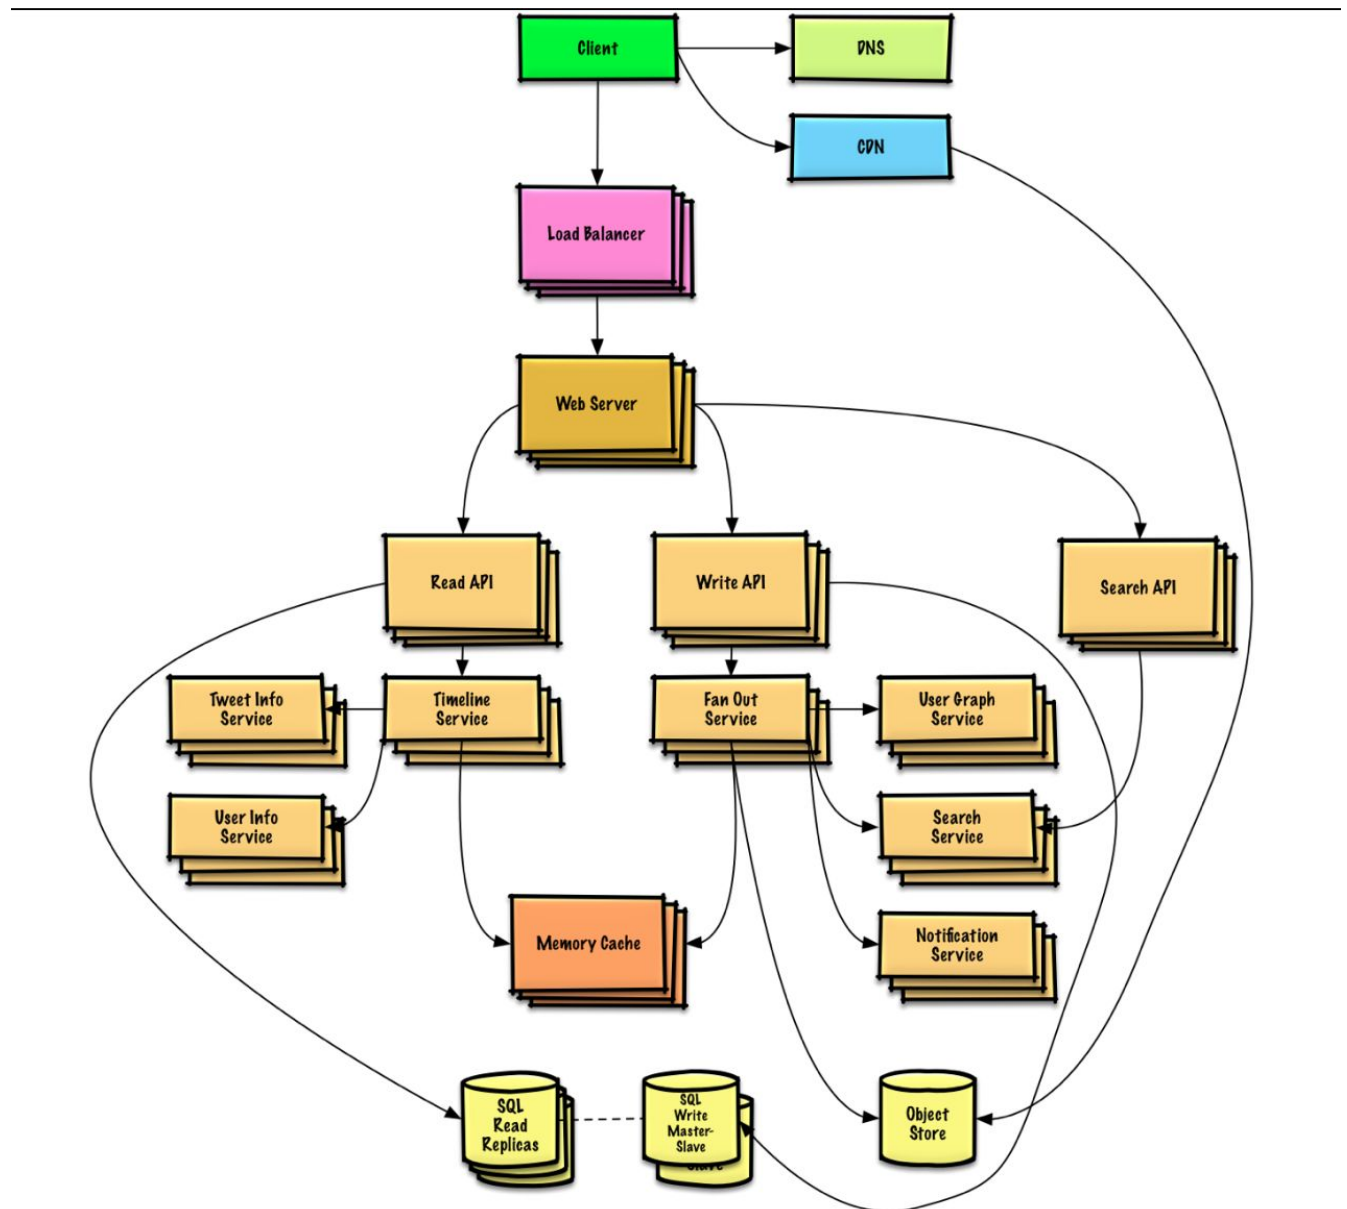 Client
DNS
CDN
Load Balancer
Web Server
Read API
Write API
Search API
Tweet Info
Service
Timeline
Service
Fan Out
Service
User Graph
Service
User Info
Service
Search
Service
Memory Cache
Notification
Service
SQL
Read
Replicas
SQL
Write
Master-
Slave
Slave
Object
Store